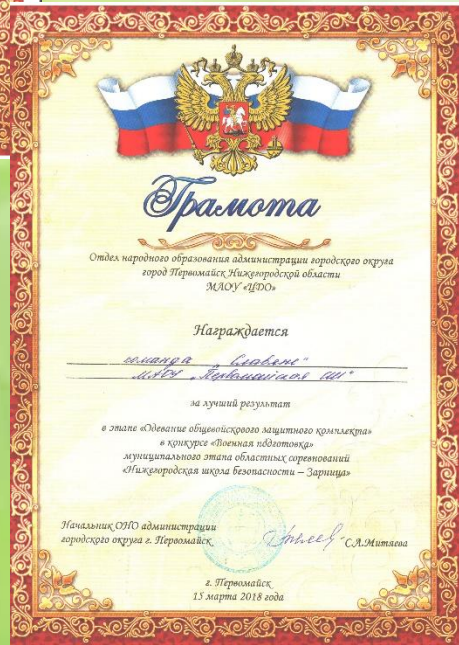 Грамота
Отдел народного образования администрации городского округа
город Первомайск Нижегородской области
МАОУ «ЦДО»
Награждается
команда „Славяне"
МАОУ „Первомайская СШ"
за лучший результат
в этапе «Одевание общевойскового защитного комплекта»
в конкурсе «Военная подготовка»
муниципального этапа областных соревнований
«Нижегородская школа безопасности – Зарница»
Начальник ОНО администрации
городского округа г. Первомайск
С.А.Митяева
г. Первомайск
15 марта 2018 года